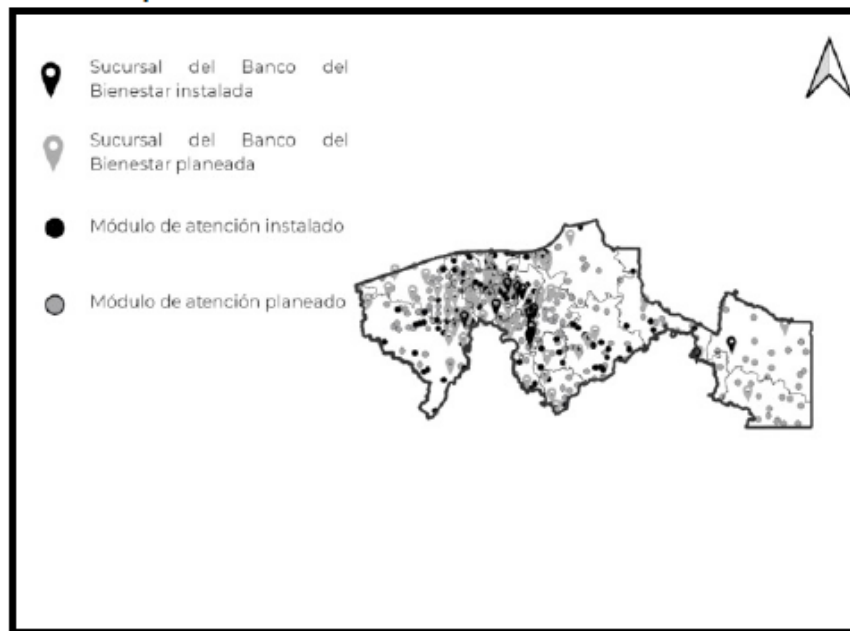 Sucursal del Banco del
Bienestar instalada
Sucursal del Banco del
Bienestar planeada
Módulo de atención instalado
Módulo de atención planeado